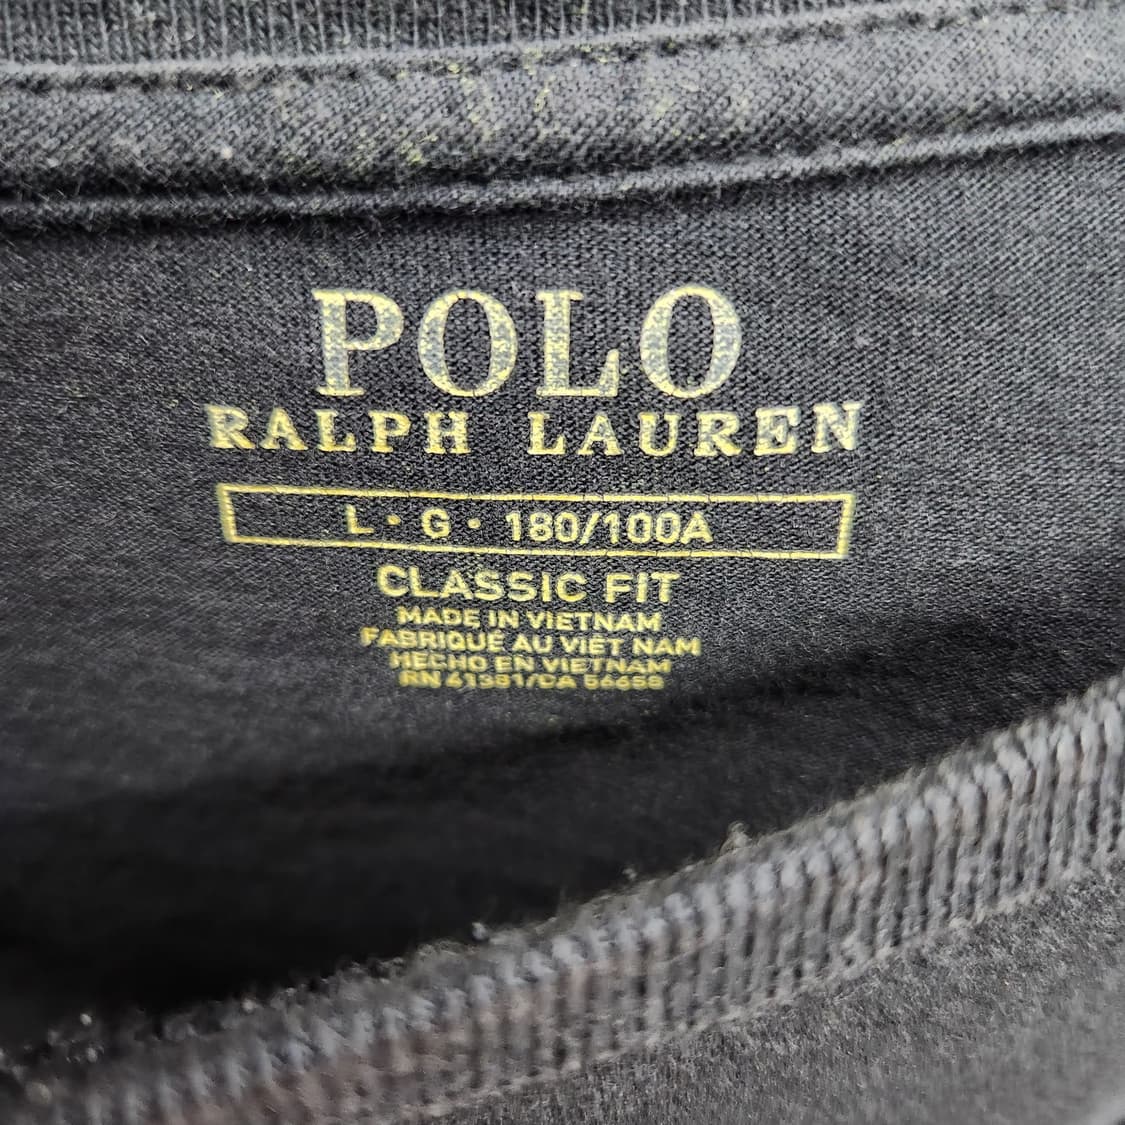 POLO
RALPH LAUREN
L · G · 180/100A
CLASSIC FIT
MADE IN VIETNAM
FABRIQUÉ AU VIÊT NAM
HECHO EN VIETNAM
RN 41381/CA 56658